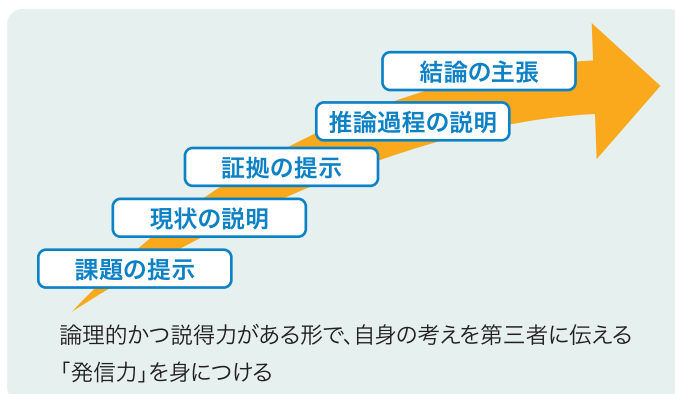 結論の主張
推論過程の説明
証拠の提示
現状の説明
課題の提示
論理的かつ説得力がある形で、自身の考えを第三者に伝える
「発信力」を身につける